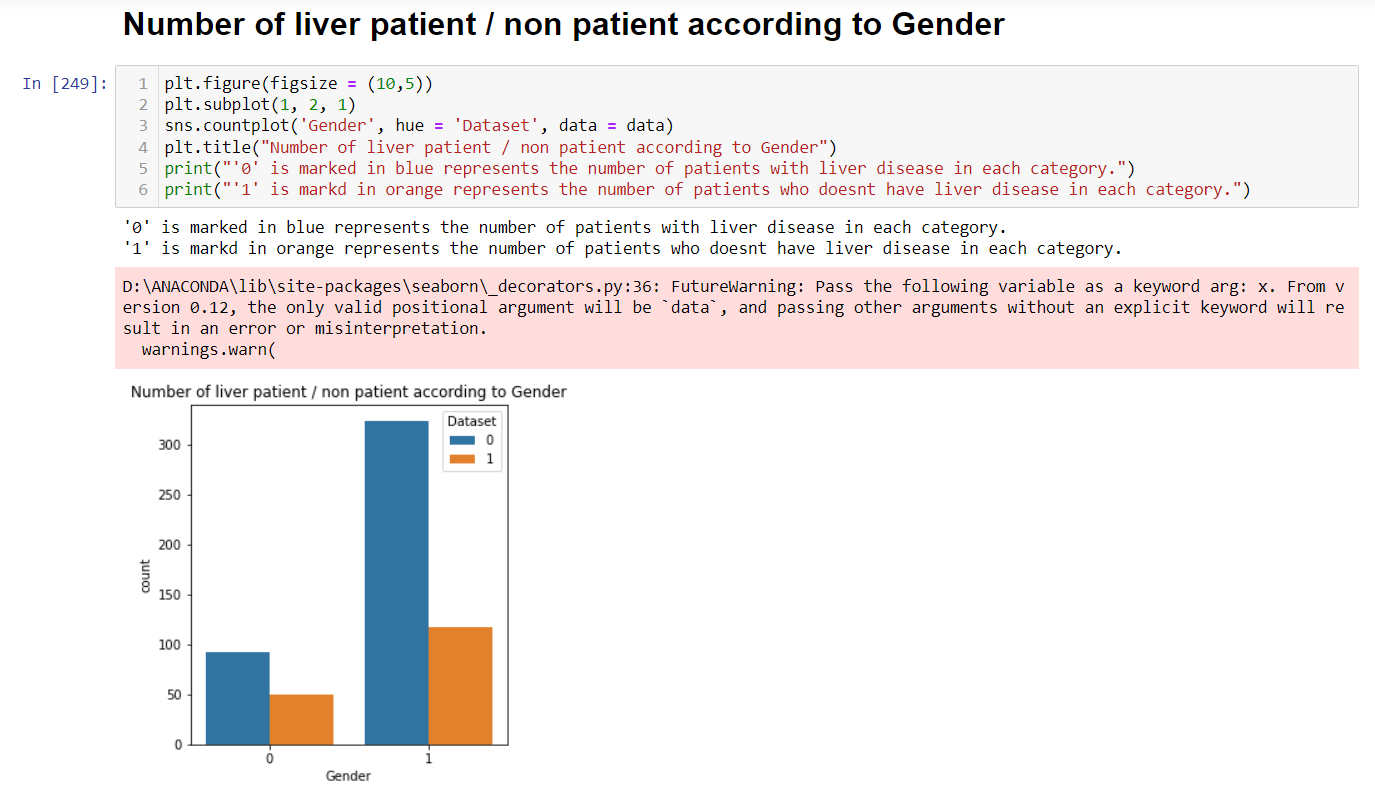 Number of liver patient / non patient according to Gender
In [249]:
1 plt.figure(figsize = (10,5))
2 plt.subplot(1, 2, 1)
3 sns.countplot('Gender', hue = 'Dataset', data = data)
4 plt.title("Number of liver patient / non patient according to Gender")
5 print("'0' is marked in blue represents the number of patients with liver disease in each category.")
6 print("'1' is markd in orange represents the number of patients who doesnt have liver disease in each category.")
'0' is marked in blue represents the number of patients with liver disease in each category.
'1' is markd in orange represents the number of patients who doesnt have liver disease in each category.
D:\ANACONDA\lib\site-packages\seaborn\_decorators.py:36: FutureWarning: Pass the following variable as a keyword arg: x. From v
ersion 0.12, the only valid positional argument will be `data`, and passing other arguments without an explicit keyword will re
sult in an error or misinterpretation.
warnings.warn(
Number of liver patient / non patient according to Gender
Dataset
0
1
300
250
200
150
100
50
0
count
0 1
Gender